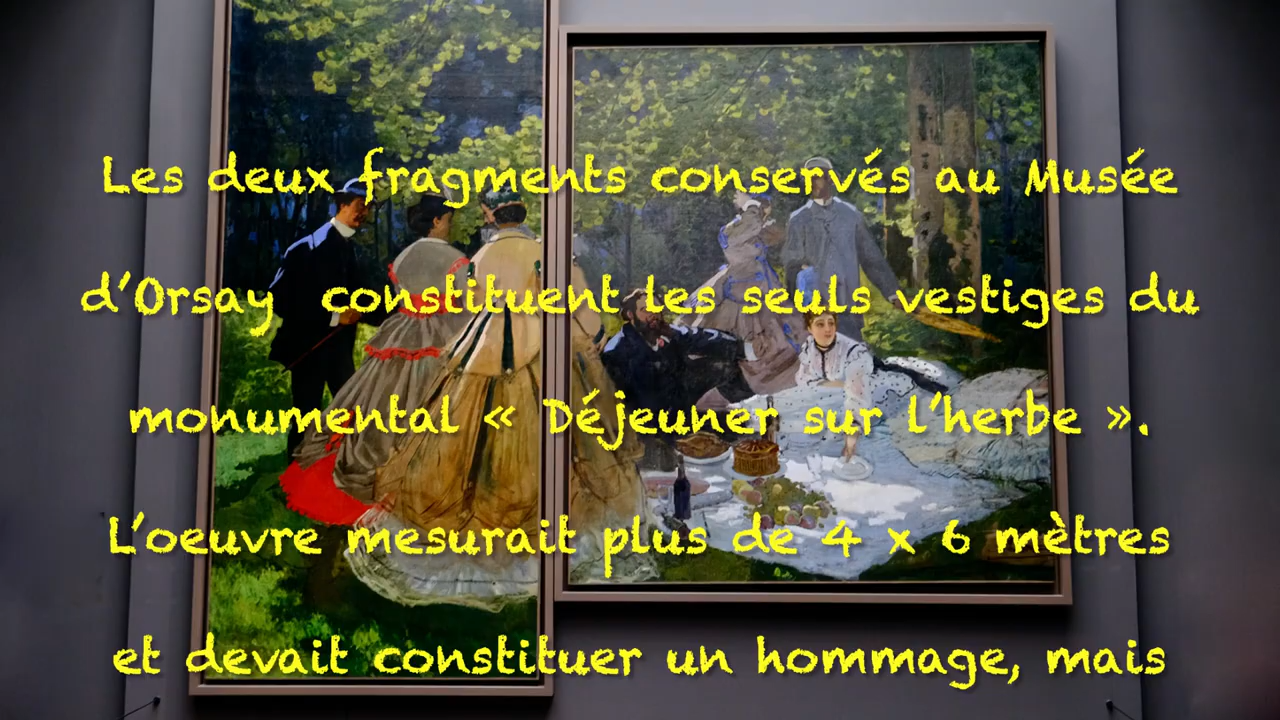 Les deux fragments conservés au Musée
d’Orsay constituent les seuls vestiges du
monumental « Déjeuner sur l’herbe ».
L’oeuvre mesurait plus de 4 x 6 mètres
et devait constituer un hommage, mais